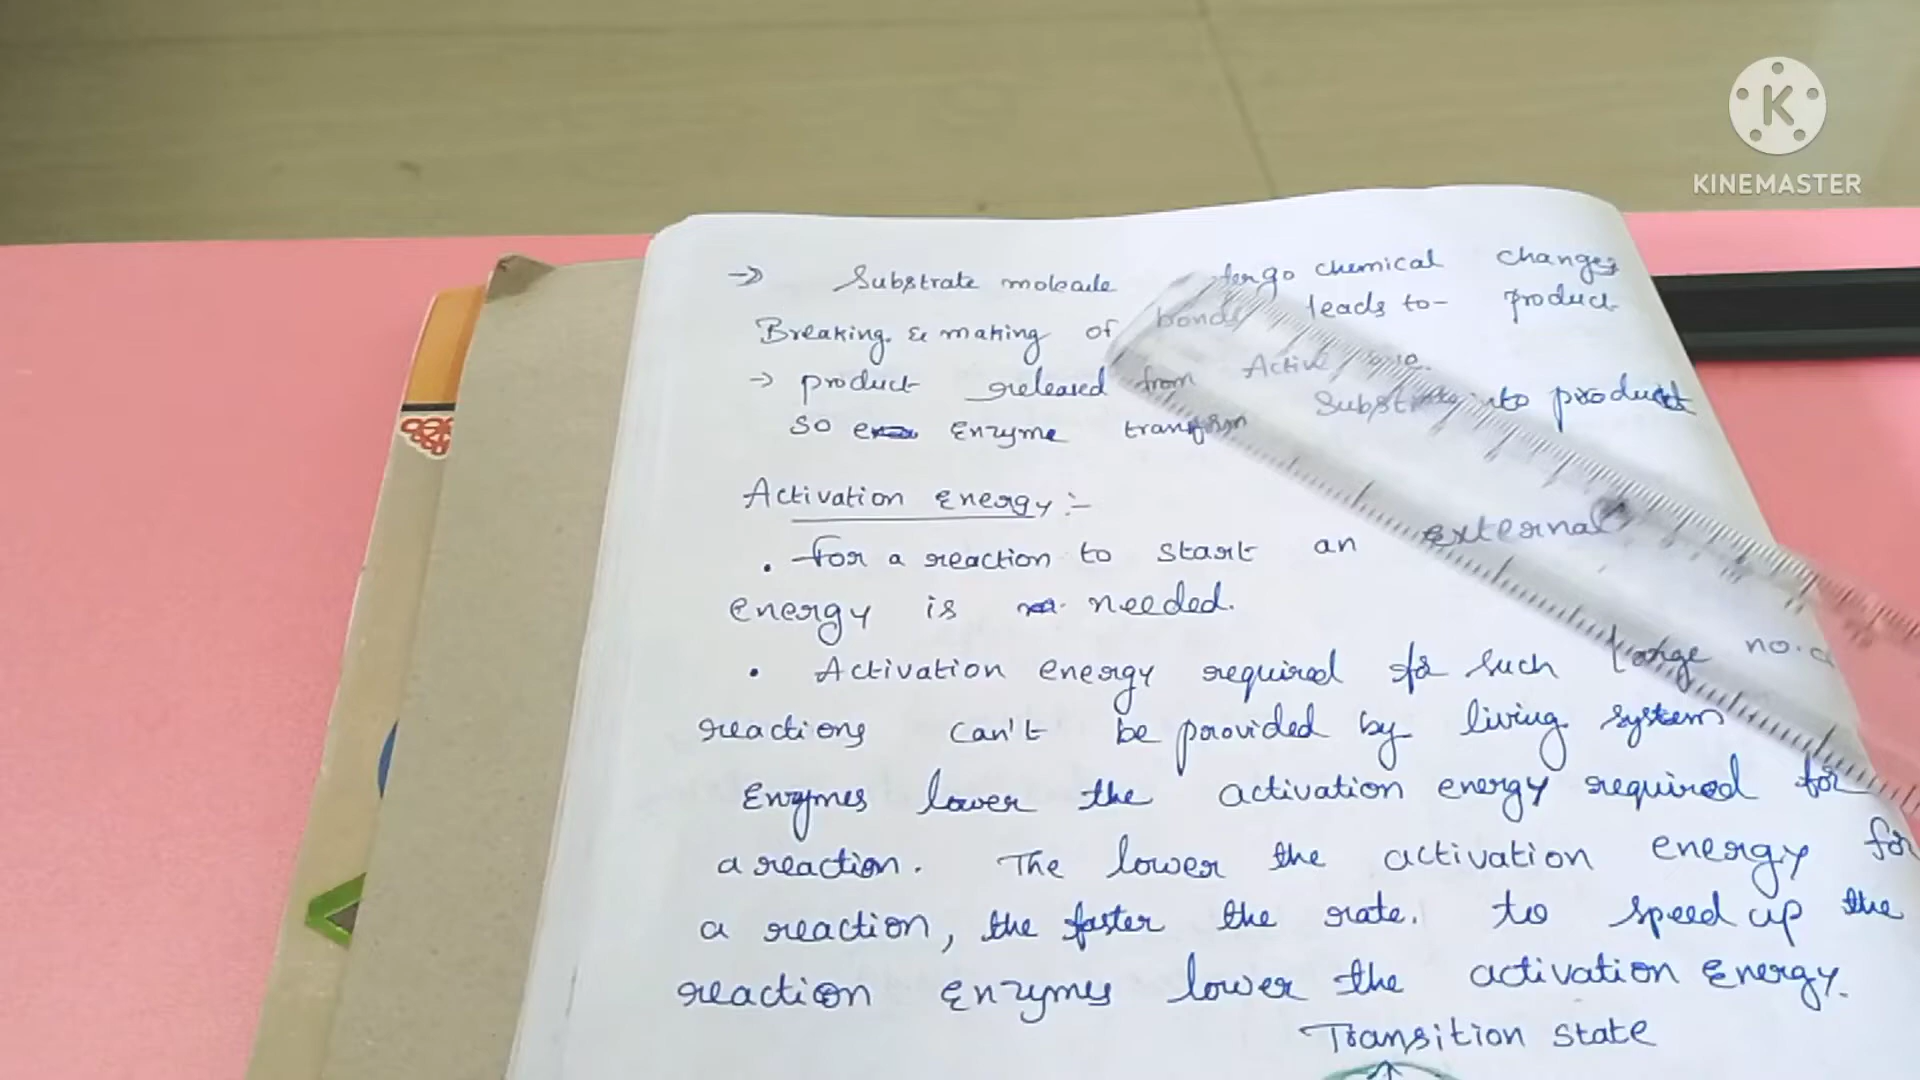 KINEMASTER
→ Substrate molecule chemical changes
Breaking & making of bonds leads to product
→ product released from Active
so enzyme transform Substrate into product
Activation energy :-
. for a reaction to start an external
energy is needed.
. Activation energy required for such large no.
reactions can't be provided by living system
Enzymes lower the activation energy required for
a reaction. The lower the activation energy for
a reaction, the faster the rate. to speed up the
reaction enzymes lower the activation energy.
Transition state